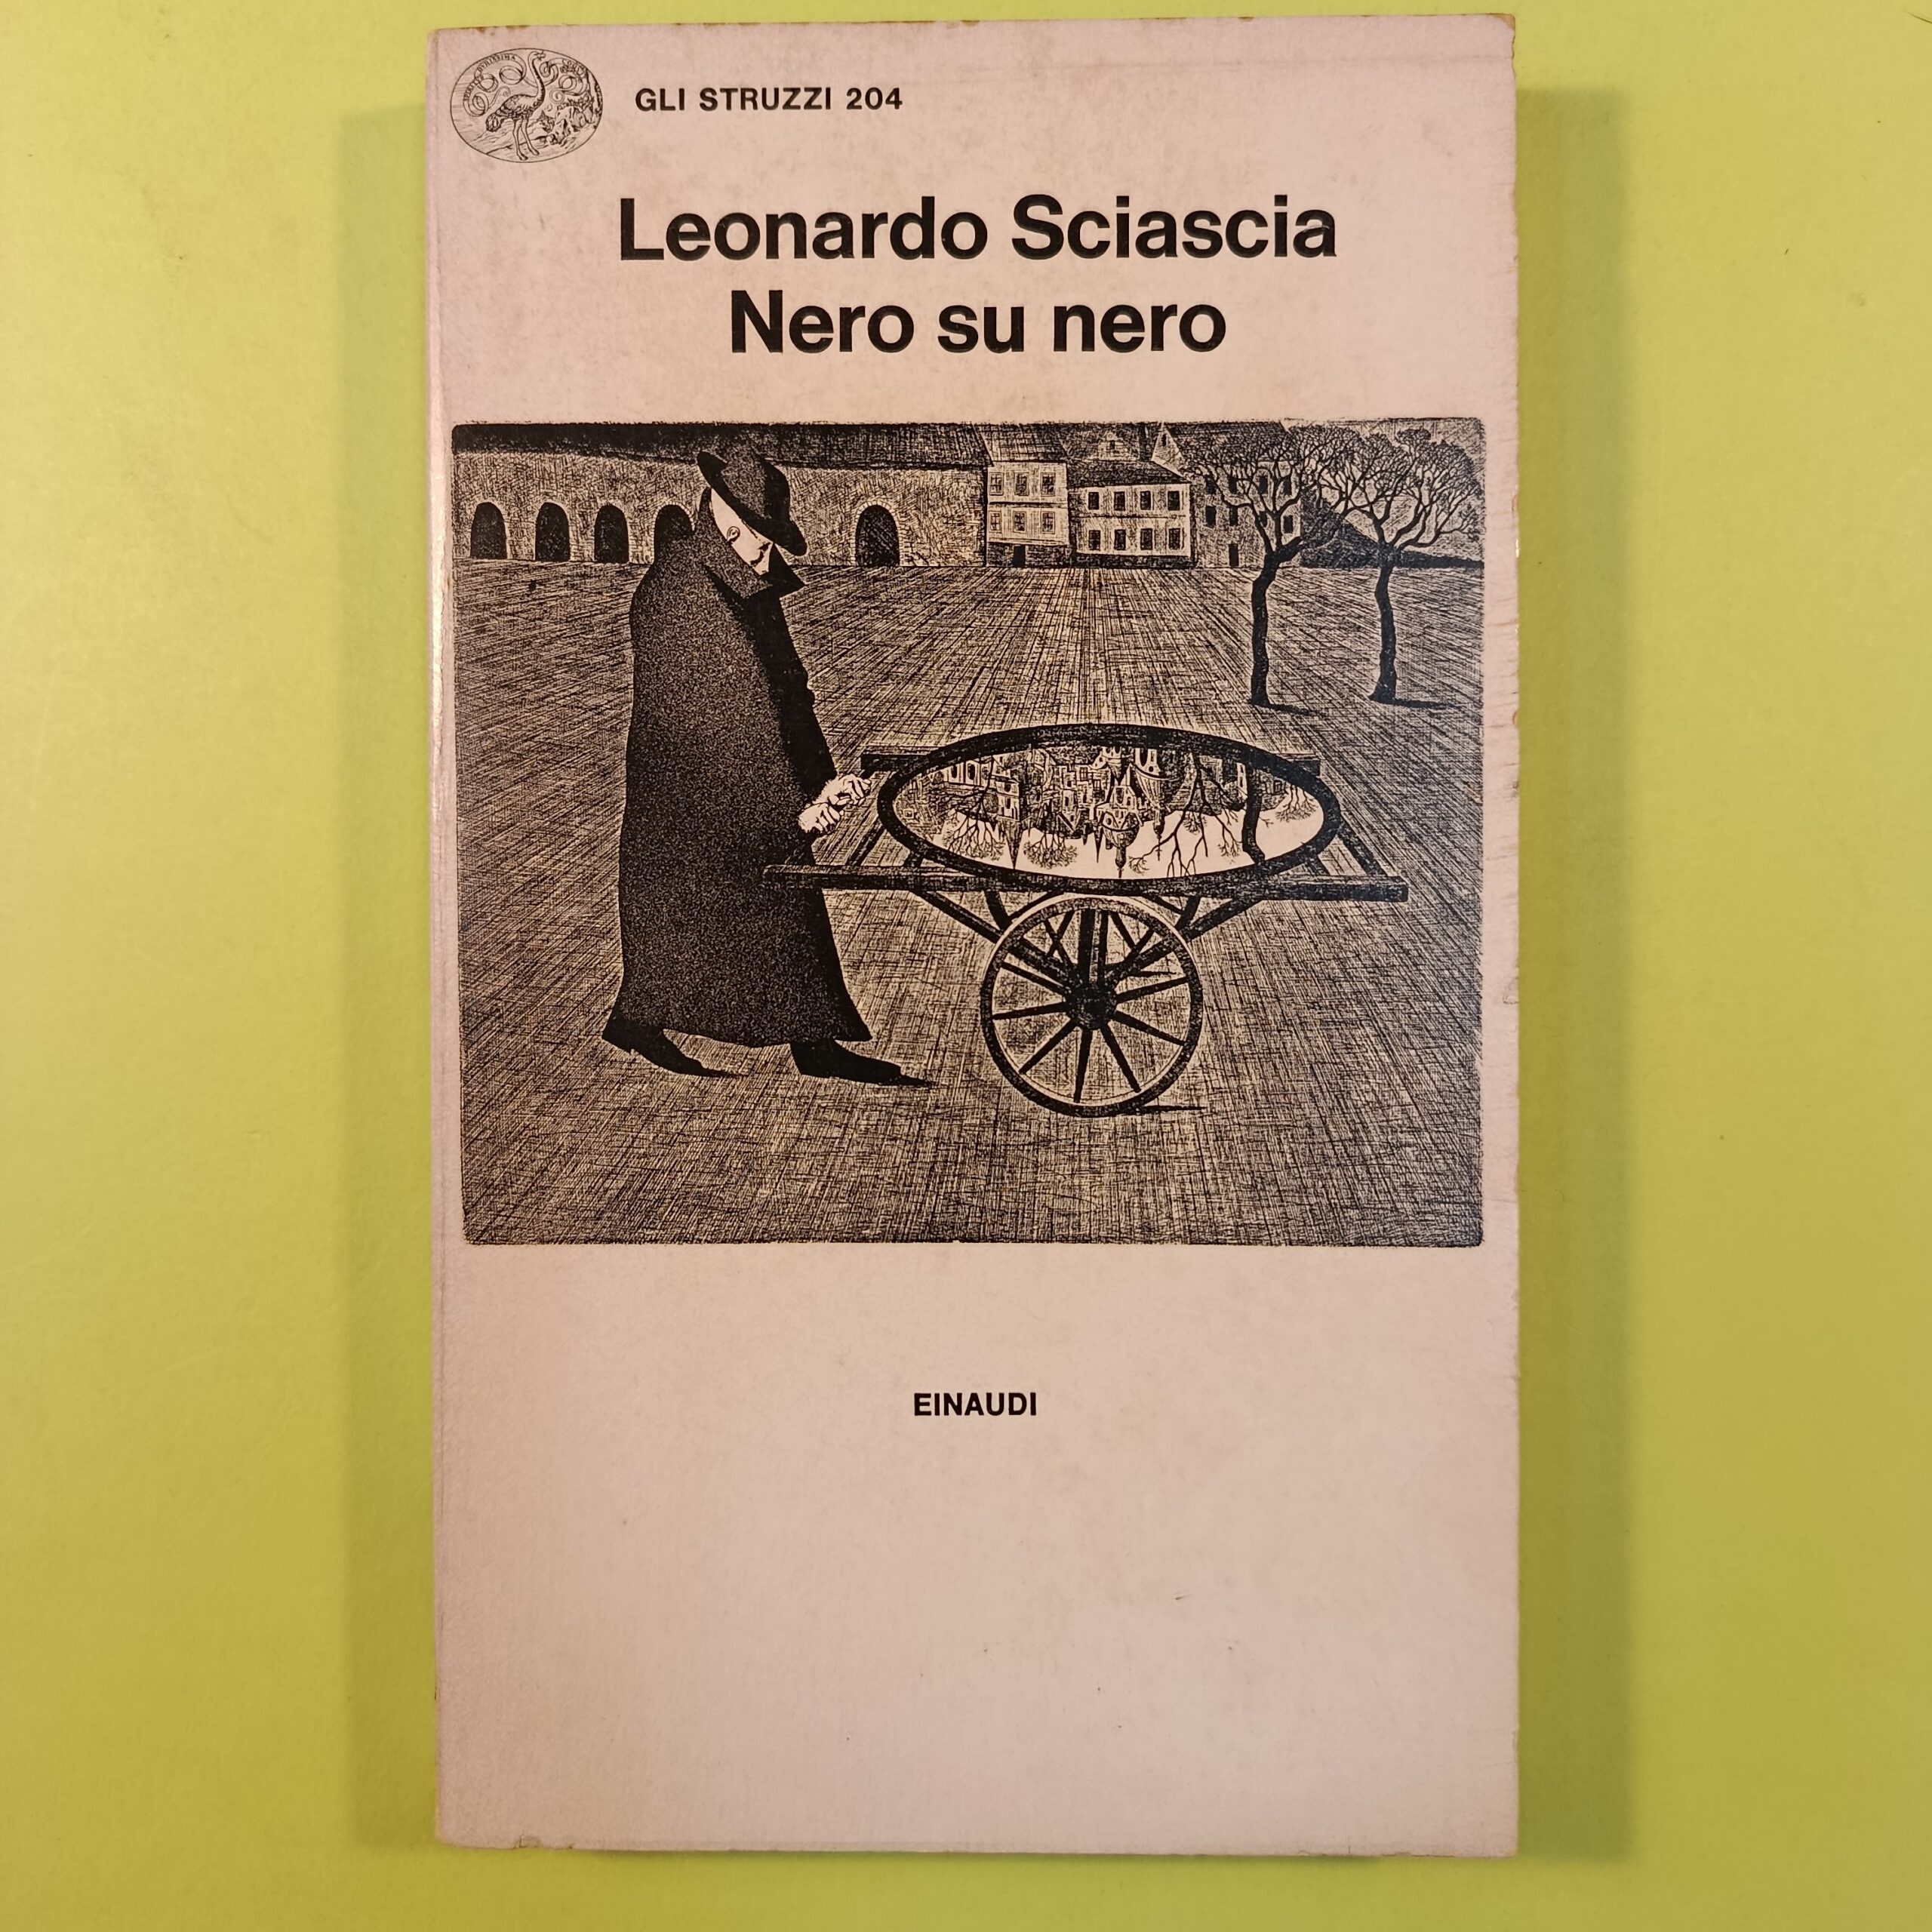 GLI STRUZZI 204
Leonardo Sciascia
Nero su nero
EINAUDI